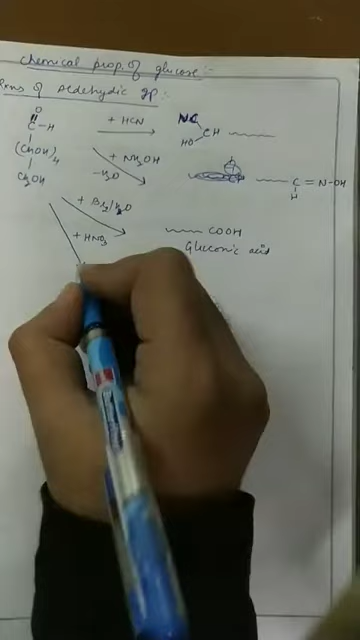 chemical prop. of glucose :-
Rxns of Aldehydic gp :-
O
C-H
(CHOH)4
CH2OH
+ HCN
NC
CH
HO
+ NH2OH
-H2O
C = N-OH
H
+ Br2/H2O
COOH
Gluconic acid
+ HNO3